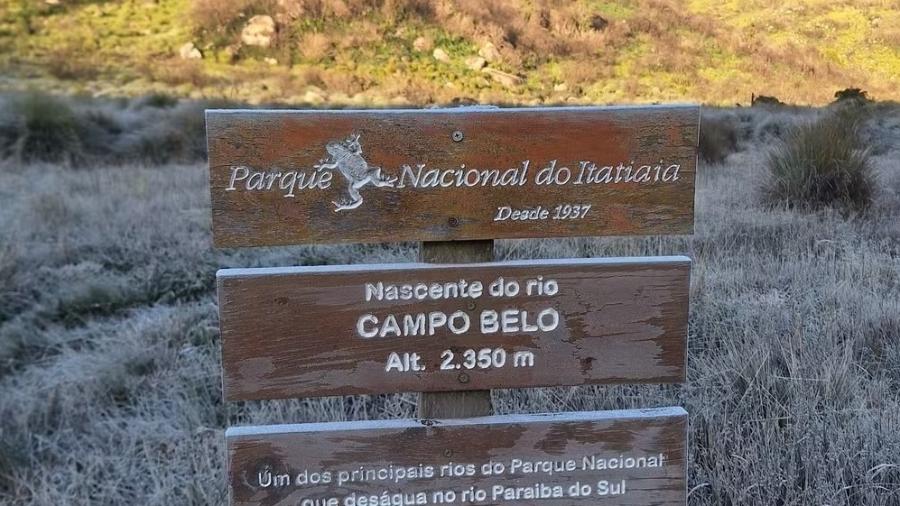 Parque Nacional do Itatiaia
Desde 1937
Nascente do rio
CAMPO BELO
Alt. 2.350 m
Um dos principais rios do Parque Nacional
que deságua no rio Paraiba do Sul